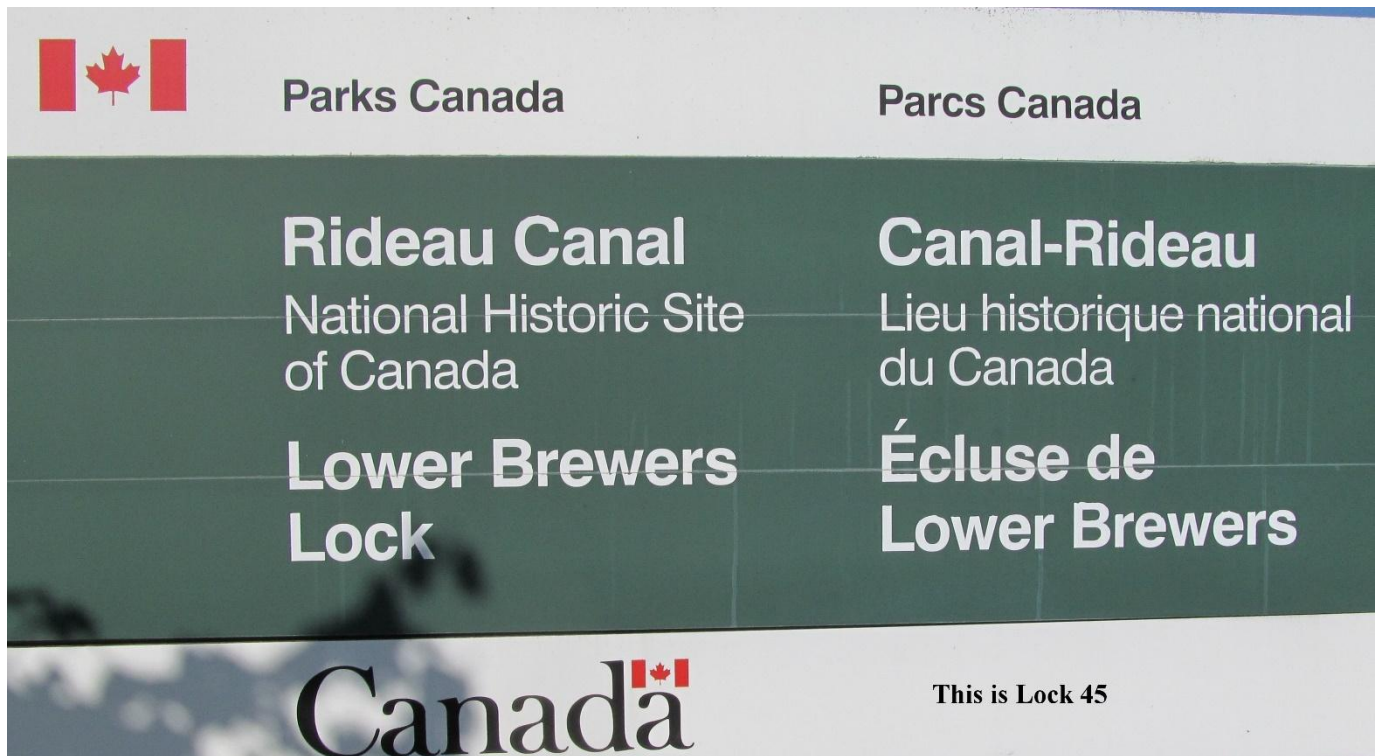 Parks Canada
Rideau Canal
National Historic Site
of Canada
Lower Brewers
Lock
Parcs Canada
Canal-Rideau
Lieu historique national
du Canada
Écluse de
Lower Brewers
Canada
This is Lock 45